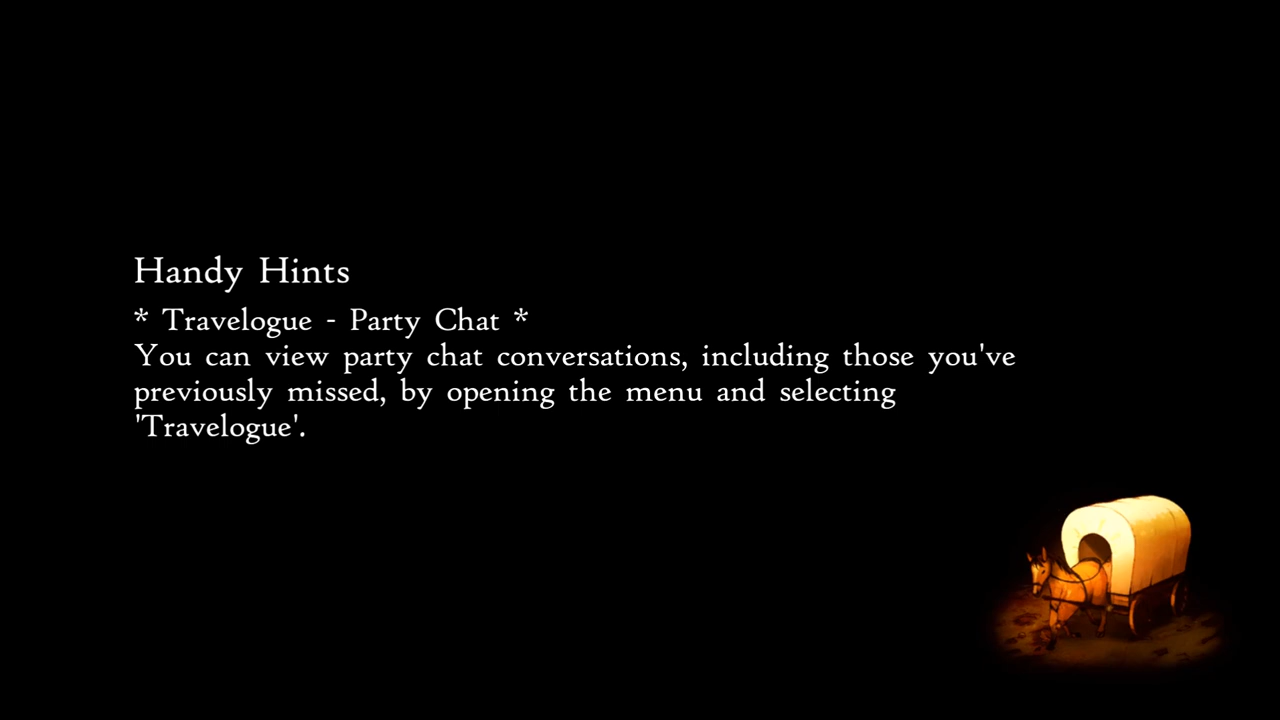 Handy Hints
* Travelogue - Party Chat *
You can view party chat conversations, including those you've
previously missed, by opening the menu and selecting
'Travelogue'.